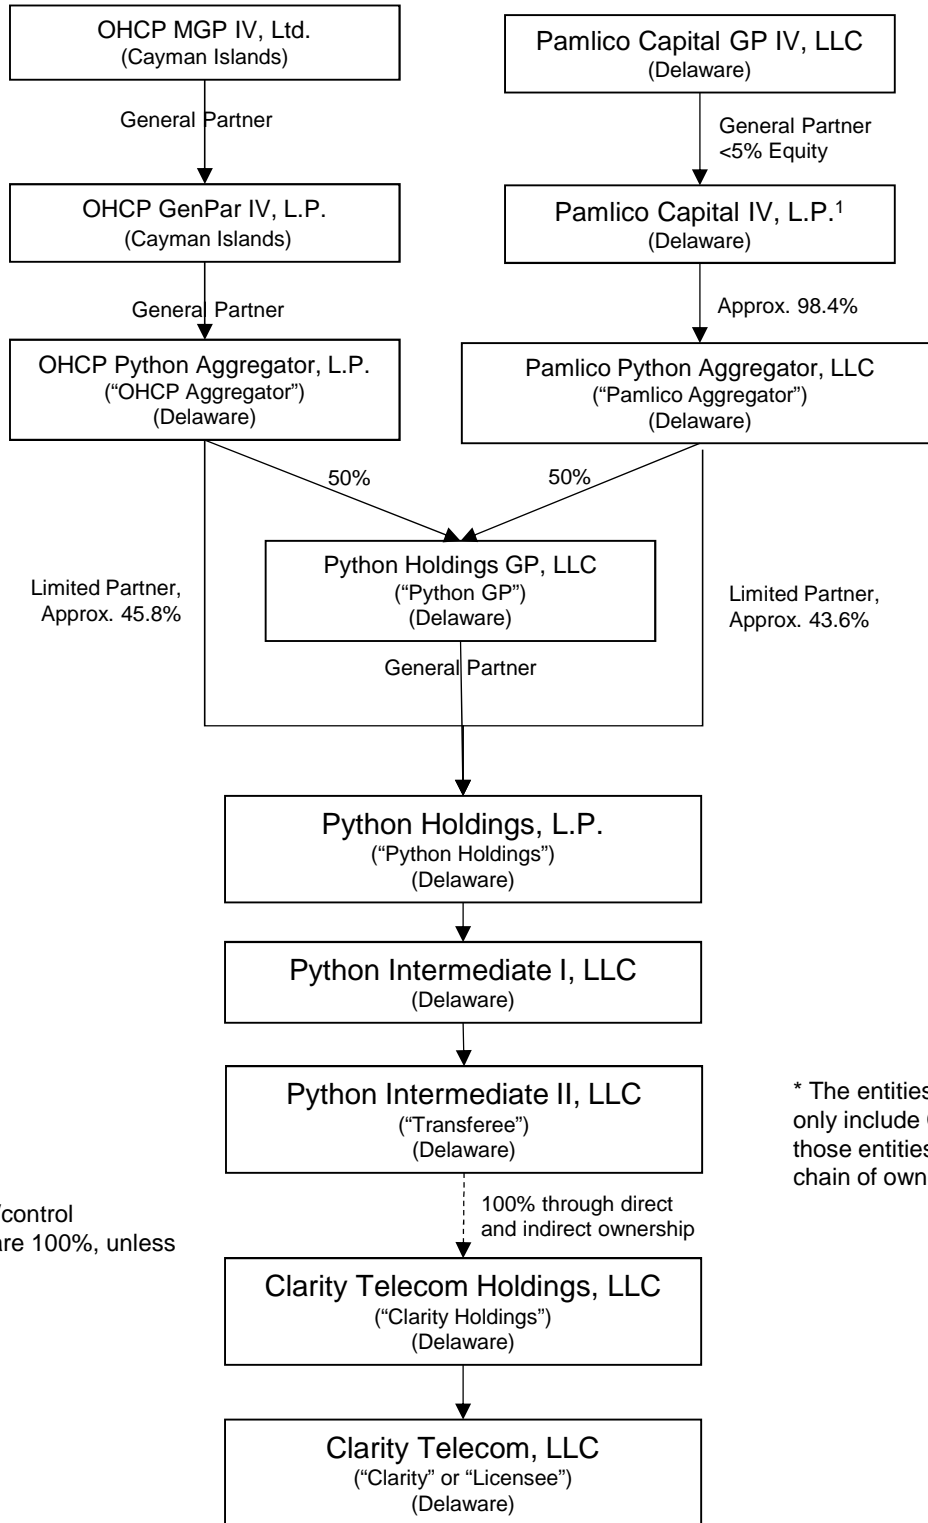 OHCP MGP IV, Ltd.
(Cayman Islands)
Pamlico Capital GP IV, LLC
(Delaware)
General Partner
General Partner
<5% Equity
OHCP GenPar IV, L.P.
(Cayman Islands)
Pamlico Capital IV, L.P.¹
(Delaware)
General Partner
Approx. 98.4%
OHCP Python Aggregator, L.P.
(“OHCP Aggregator”)
(Delaware)
Pamlico Python Aggregator, LLC
(“Pamlico Aggregator”)
(Delaware)
50%
50%
Python Holdings GP, LLC
(“Python GP”)
(Delaware)
Limited Partner,
Approx. 45.8%
Limited Partner,
Approx. 43.6%
General Partner
Python Holdings, L.P.
(“Python Holdings”)
(Delaware)
Python Intermediate I, LLC
(Delaware)
Python Intermediate II, LLC
(“Transferee”)
(Delaware)
* The entities
only include
those entities
chain of own
100% through direct
and indirect ownership
/control
are 100%, unless
Clarity Telecom Holdings, LLC
(“Clarity Holdings”)
(Delaware)
Clarity Telecom, LLC
(“Clarity” or “Licensee”)
(Delaware)